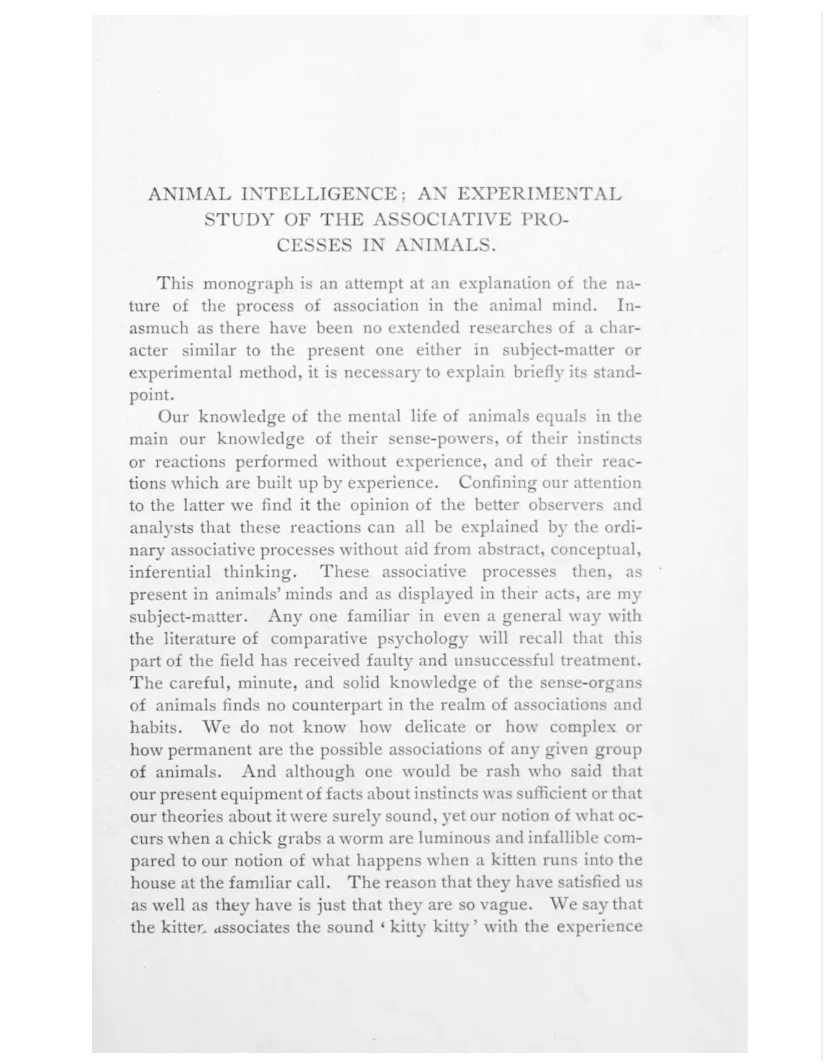 ANIMAL INTELLIGENCE; AN EXPERIMENTAL
STUDY OF THE ASSOCIATIVE PRO-
CESSES IN ANIMALS.
This monograph is an attempt at an explanation of the na-
ture of the process of association in the animal mind. In-
asmuch as there have been no extended researches of a char-
acter similar to the present one either in subject-matter or
experimental method, it is necessary to explain briefly its stand-
point.
Our knowledge of the mental life of animals equals in the
main our knowledge of their sense-powers, of their instincts
or reactions performed without experience, and of their reac-
tions which are built up by experience. Confining our attention
to the latter we find it the opinion of the better observers and
analysts that these reactions can all be explained by the ordi-
nary associative processes without aid from abstract, conceptual,
inferential thinking. These associative processes then, as
present in animals' minds and as displayed in their acts, are my
subject-matter. Any one familiar in even a general way with
the literature of comparative psychology will recall that this
part of the field has received faulty and unsuccessful treatment.
The careful, minute, and solid knowledge of the sense-organs
of animals finds no counterpart in the realm of associations and
habits. We do not know how delicate or how complex or
how permanent are the possible associations of any given group
of animals. And although one would be rash who said that
our present equipment of facts about instincts was sufficient or that
our theories about it were surely sound, yet our notion of what oc-
curs when a chick grabs a worm are luminous and infallible com-
pared to our notion of what happens when a kitten runs into the
house at the familiar call. The reason that they have satisfied us
as well as they have is just that they are so vague. We say that
the kitten associates the sound ‘ kitty kitty ’ with the experience